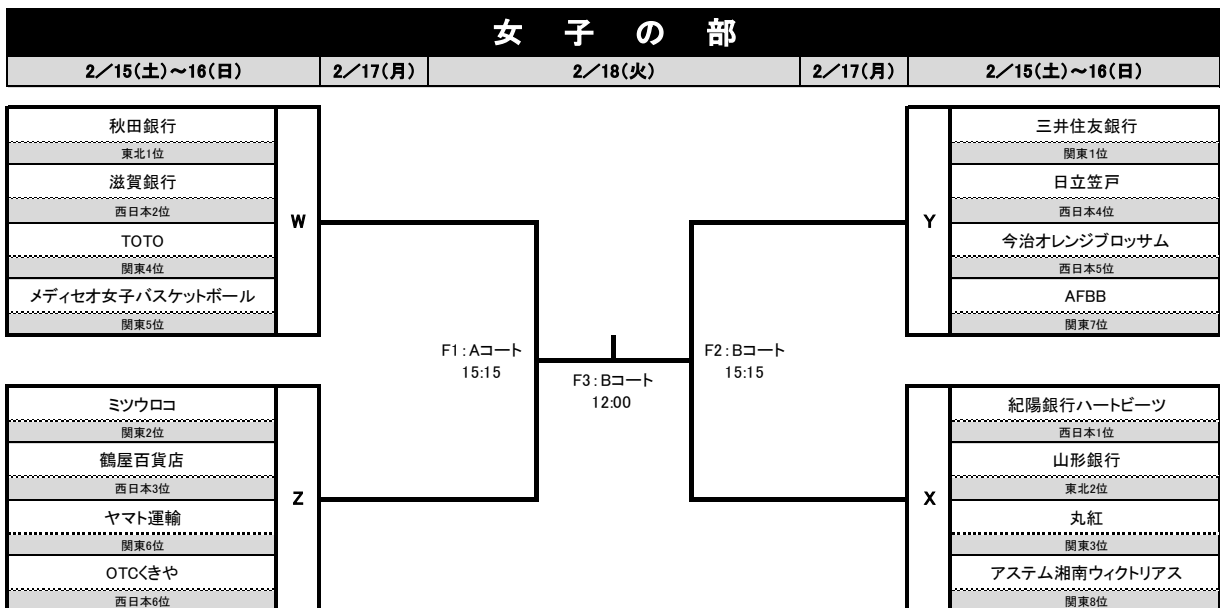 女子の部
2／15(土)～16(日)
2／17(月)
2／18(火)
2／17(月)
2／15(土)～16(日)
秋田銀行
東北1位
滋賀銀行
西日本2位
TOTO
関東4位
メディセオ女子バスケットボール
関東5位
W
ミツウロコ
関東2位
鶴屋百貨店
西日本3位
ヤマト運輸
関東6位
OTCくきや
西日本6位
Z
F1：Aコート
15:15
F3：Bコート
12:00
F2：Bコート
15:15
Y
三井住友銀行
関東1位
日立笠戸
西日本4位
今治オレンジブロッサム
西日本5位
AFBB
関東7位
X
紀陽銀行ハートビーツ
西日本1位
山形銀行
東北2位
丸紅
関東3位
アステム湘南ヴィクトリアス
関東8位